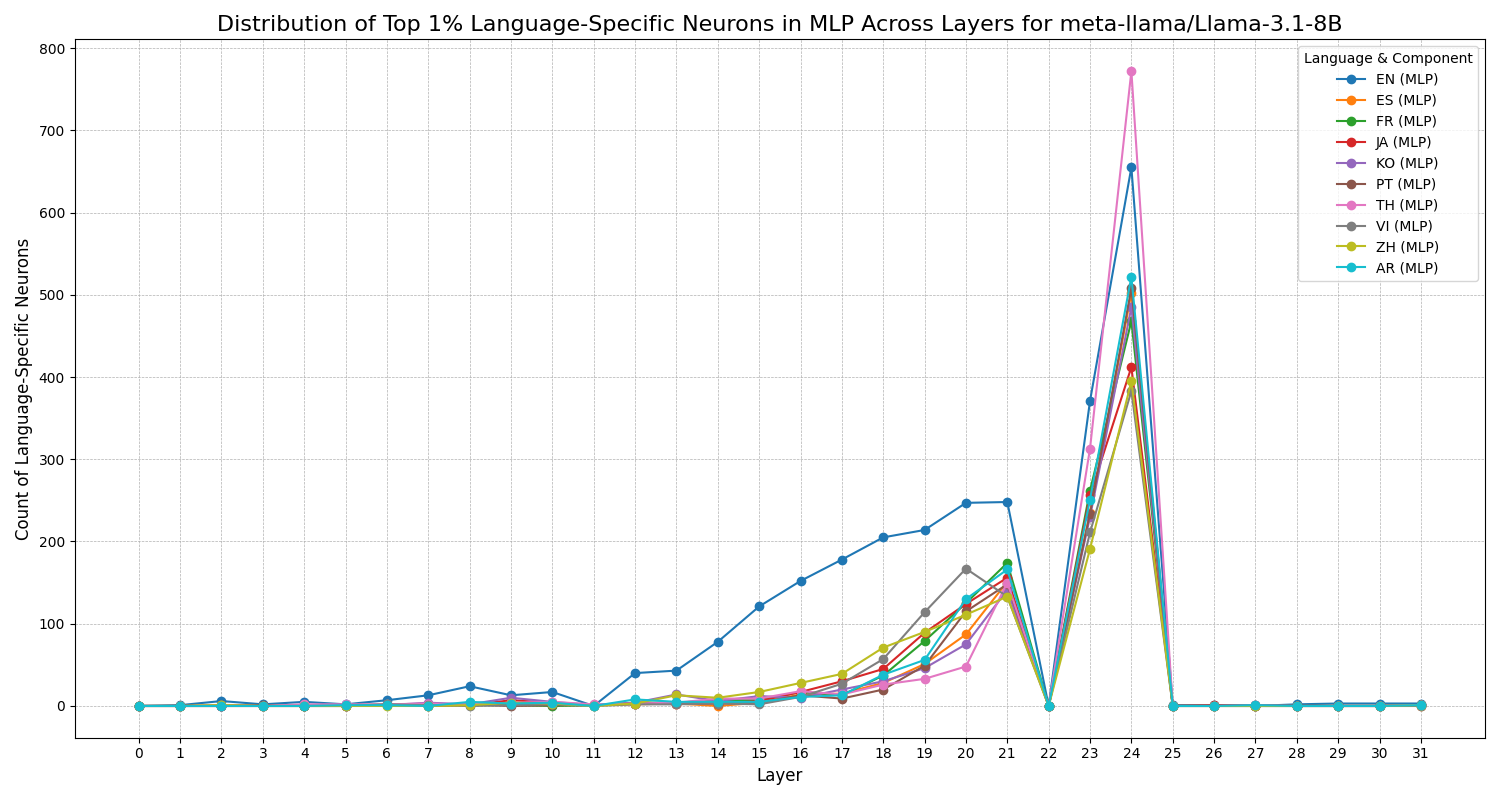 Distribution of Top 1% Language-Specific Neurons in MLP Across Layers for meta-llama/Llama-3.1-8B
Count of Language-Specific Neurons
800
700
600
500
400
300
200
100
0
Language & Component
EN (MLP)
ES (MLP)
FR (MLP)
JA (MLP)
KO (MLP)
PT (MLP)
TH (MLP)
VI (MLP)
ZH (MLP)
AR (MLP)
0 1 2 3 4 5 6 7 8 9 10 11 12 13 14 15 16 17 18 19 20 21 22 23 24 25 26 27 28 29 30 31
Layer